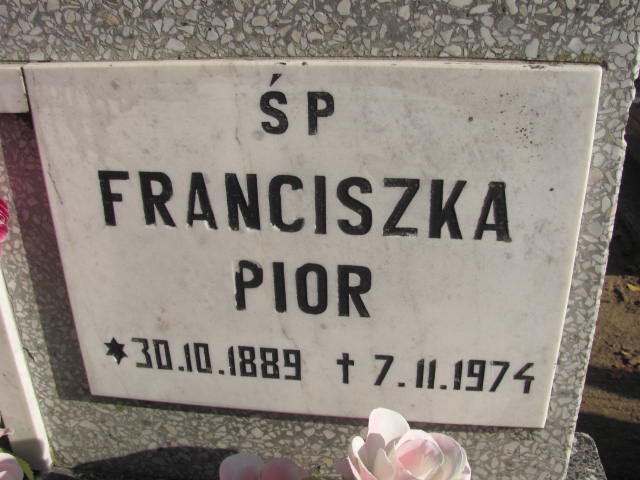 ŚP
FRANCISZKA
PIOR
*30.10.1889 †7.11.1974